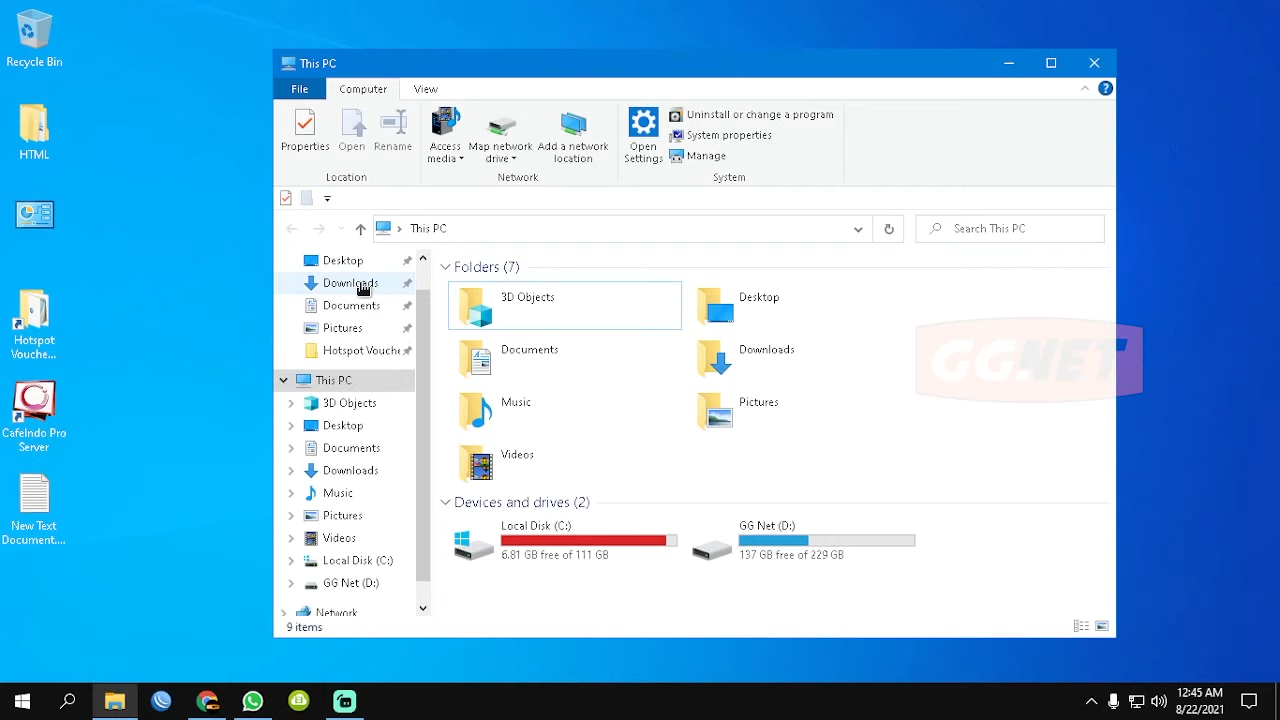 Recycle Bin
HTML
Hotspot
Vouche...
CafeIndo Pro
Server
New Text
Document....
This PC
File
Computer
View
Properties
Open
Rename
Location
Access
media
Map network
drive
Add a network
location
Network
Open
Settings
Uninstall or change a program
System properties
Manage
System
This PC
Search This PC
Desktop
Downloads
Documents
Pictures
Hotspot Vouche
This PC
3D Objects
Desktop
Documents
Downloads
Music
Pictures
Videos
Local Disk (C:)
GG Net (D:)
Network
Folders (7)
3D Objects
Desktop
Documents
Downloads
Music
Pictures
Videos
Devices and drives (2)
Local Disk (C:)
6.81 GB free of 111 GB
GG Net (D:)
137 GB free of 229 GB
GG.NET
9 items
12:45 AM
8/22/2021